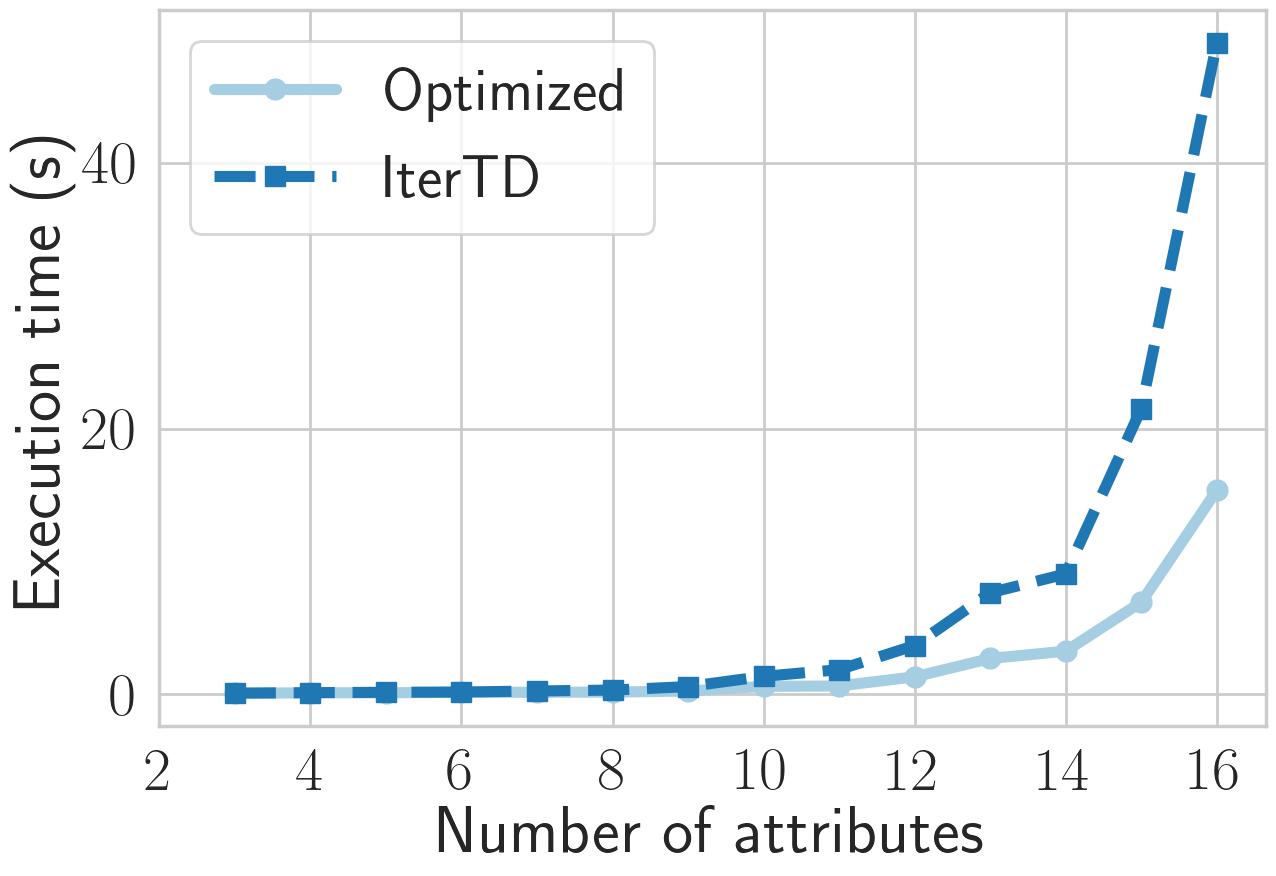 Optimized
IterTD
Execution time (s)
40
20
0
2 4 6 8 10 12 14 16
Number of attributes